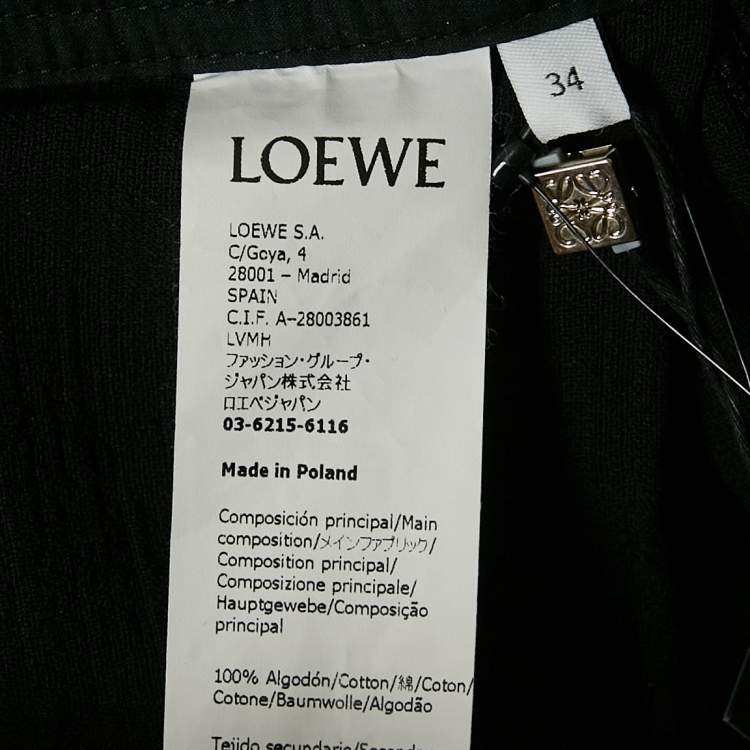 34
LOEWE
LOEWE S.A.
C/Goya, 4
28001 – Madrid
SPAIN
C.I.F. A–28003861
LVMH
ファッション・グループ・
ジャパン株式会社
ロエベジャパン
03-6215-6116
Made in Poland
Composición principal/Main
composition/メインファブリック/
Composition principal/
Composizione principale/
Hauptgewebe/Composição
principal
100% Algodón/Cotton/綿/Coton/
Cotone/Baumwolle/Algodão
Tejido secundario/